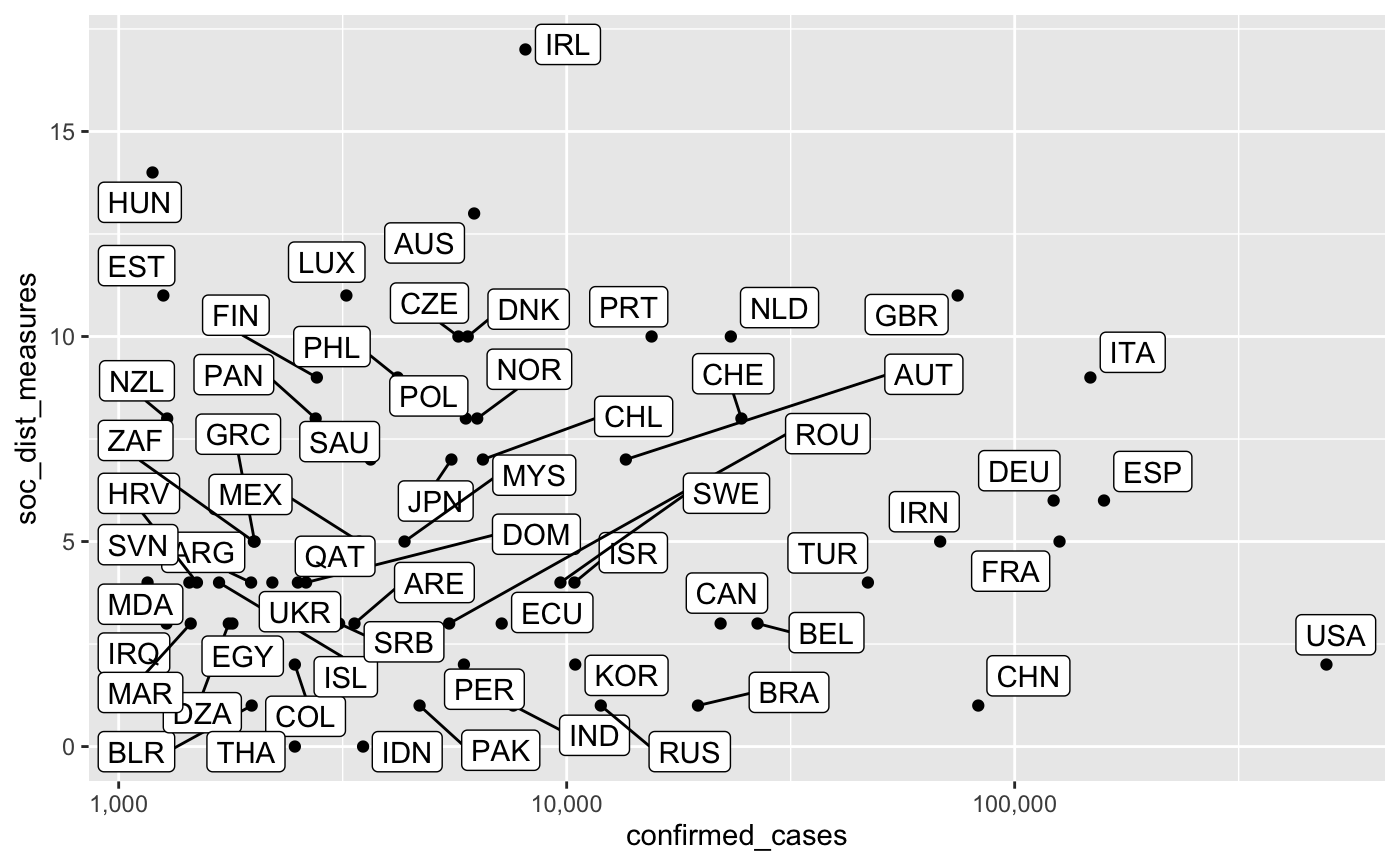 IRL
15
HUN
AUS
EST
LUX
CZE
DNK
PRT
NLD
GBR
FIN
10
PHL
ITA
NZL
PAN
NOR
CHE
AUT
POL
CHL
ZAF
GRC
SAU
ROU
HRV
MEX
JPN
MYS
SWE
DEU
ESP
IRN
SVN
ARG
QAT
DOM
ISR
TUR
5
FRA
ARE
MDA
UKR
ECU
CAN
SRB
BEL
USA
IRQ
EGY
ISL
KOR
CHN
MAR
PER
BRA
DZA
COL
IND
BLR
THA
IDN
PAK
RUS
0
1,000
10,000
100,000
confirmed_cases
soc_dist_measures